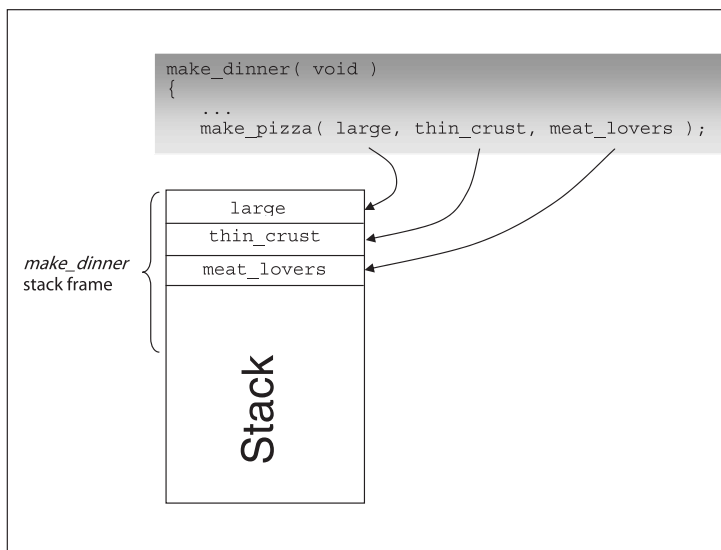 make_dinner( void )
{
...
make_pizza( large, thin_crust, meat_lovers );
large
thin_crust
meat_lovers
make_dinner
stack frame
Stack